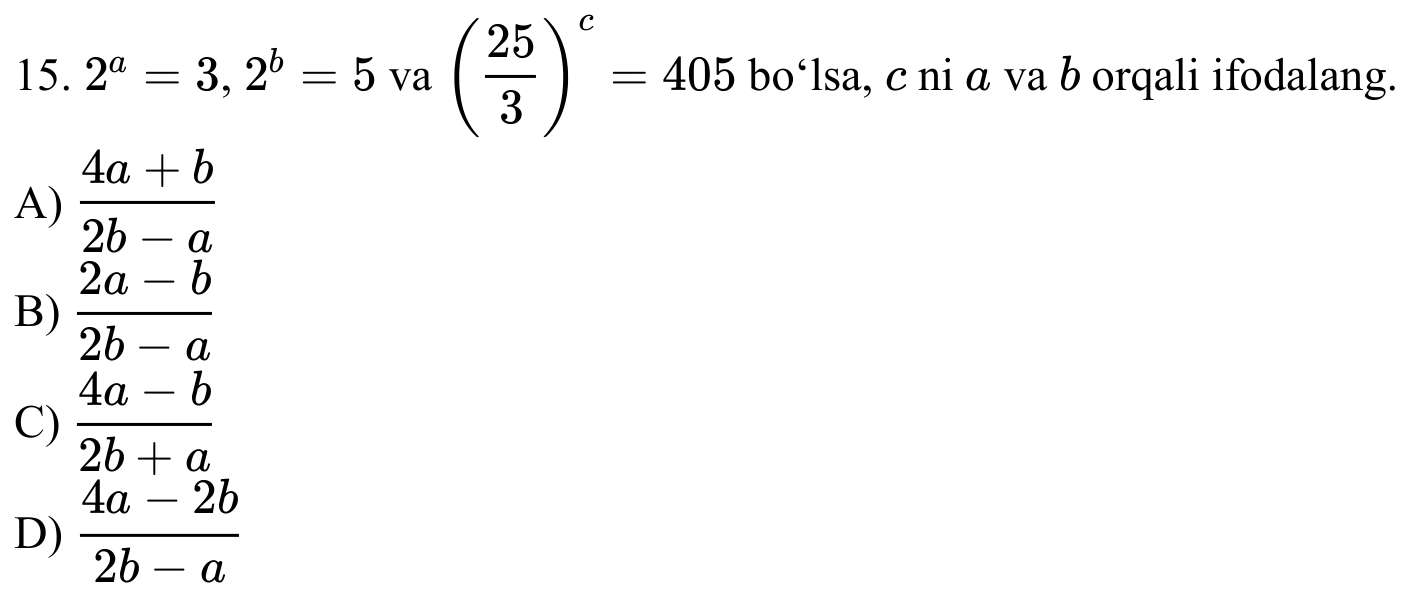 15. 2^a = 3, 2^b = 5 va (25/3)^c = 405 bo‘lsa, c ni a va b orqali ifodalang.
A) (4a + b)/(2b − a)
B) (2a − b)/(2b − a)
C) (4a − b)/(2b + a)
D) (4a − 2b)/(2b − a)